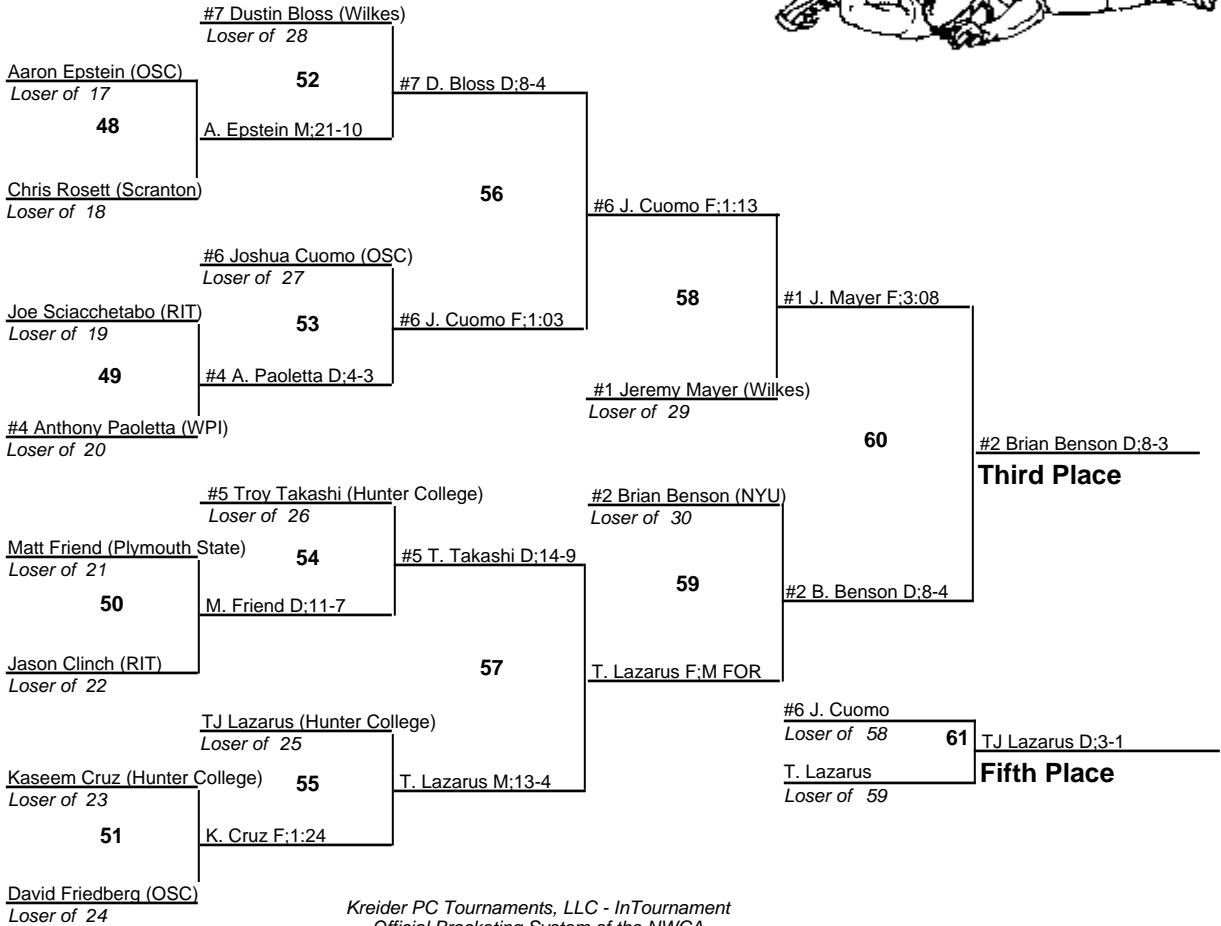 #7 Dustin Bloss (Wilkes)
Loser of 28
Aaron Epstein (OSC)
Loser of 17
52
#7 D. Bloss D;8-4
48
A. Epstein M;21-10
Chris Rosett (Scranton)
Loser of 18
56
#6 J. Cuomo F;1:13
#6 Joshua Cuomo (OSC)
Loser of 27
Joe Sciacchetabo (RIT)
Loser of 19
53
#6 J. Cuomo F;1:03
58
#1 J. Mayer F;3:08
49
#4 A. Paoletta D;4-3
#1 Jeremy Mayer (Wilkes)
Loser of 29
#4 Anthony Paoletta (WPI)
Loser of 20
60
#2 Brian Benson D;8-3
Third Place
#5 Troy Takashi (Hunter College)
Loser of 26
#2 Brian Benson (NYU)
Loser of 30
Matt Friend (Plymouth State)
Loser of 21
54
#5 T. Takashi D;14-9
59
#2 B. Benson D;8-4
50
M. Friend D;11-7
Jason Clinch (RIT)
Loser of 22
57
T. Lazarus F;M FOR
TJ Lazarus (Hunter College)
Loser of 25
#6 J. Cuomo
Loser of 58
61
TJ Lazarus D;3-1
Fifth Place
T. Lazarus
Loser of 59
Kaseem Cruz (Hunter College)
Loser of 23
55
T. Lazarus M;13-4
51
K. Cruz F;1:24
David Friedberg (OSC)
Loser of 24
Kreider PC Tournaments, LLC - InTournament
Official Bracketing System of the NWCA